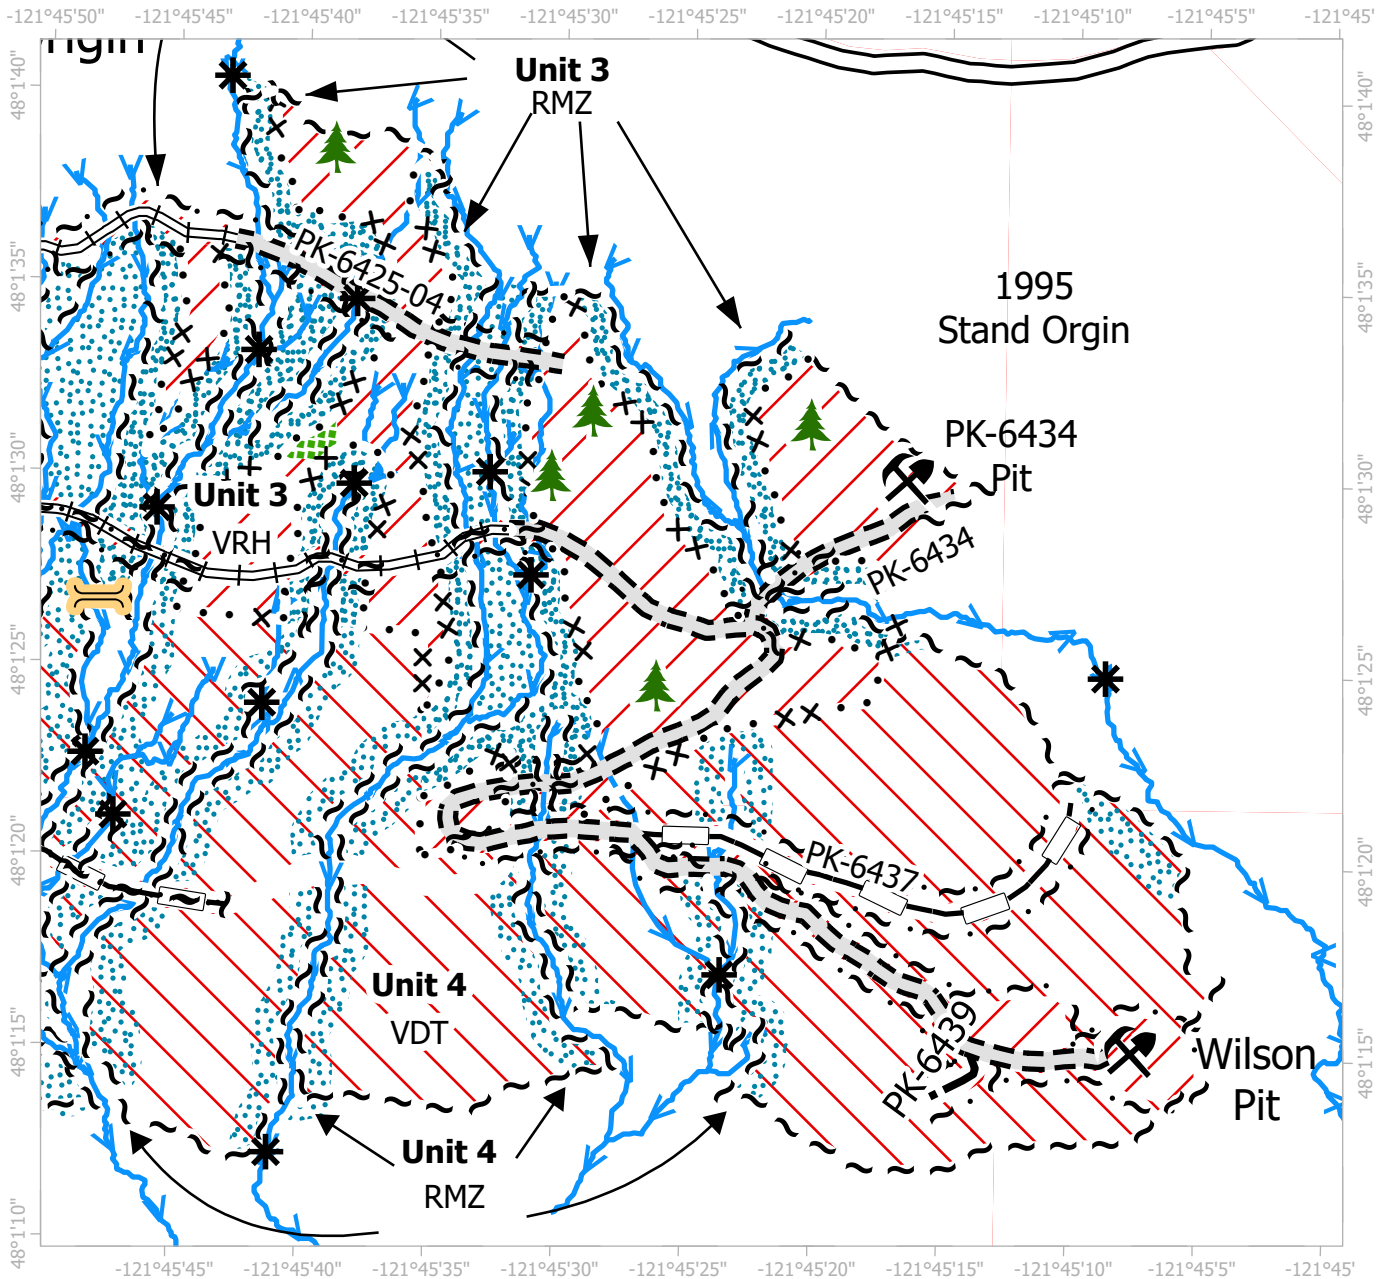 -121°45'50" -121°45'45" -121°45'40" -121°45'35" -121°45'30" -121°45'25" -121°45'20" -121°45'15" -121°45'10" -121°45'5" -121°45'
48°1'40"
48°1'35"
48°1'30"
48°1'25"
48°1'20"
48°1'15"
48°1'10"
Unit 3
RMZ
PK-6425-04
1995
Stand Orgin
PK-6434
Pit
PK-6434
Unit 3
VRH
PK-6437
Unit 4
VDT
PK-6439
Wilson
Pit
Unit 4
RMZ
48°1'40"
48°1'35"
48°1'30"
48°1'25"
48°1'20"
48°1'15"
-121°45'45" -121°45'40" -121°45'35" -121°45'30" -121°45'25" -121°45'20" -121°45'15" -121°45'10" -121°45'5" -121°45'